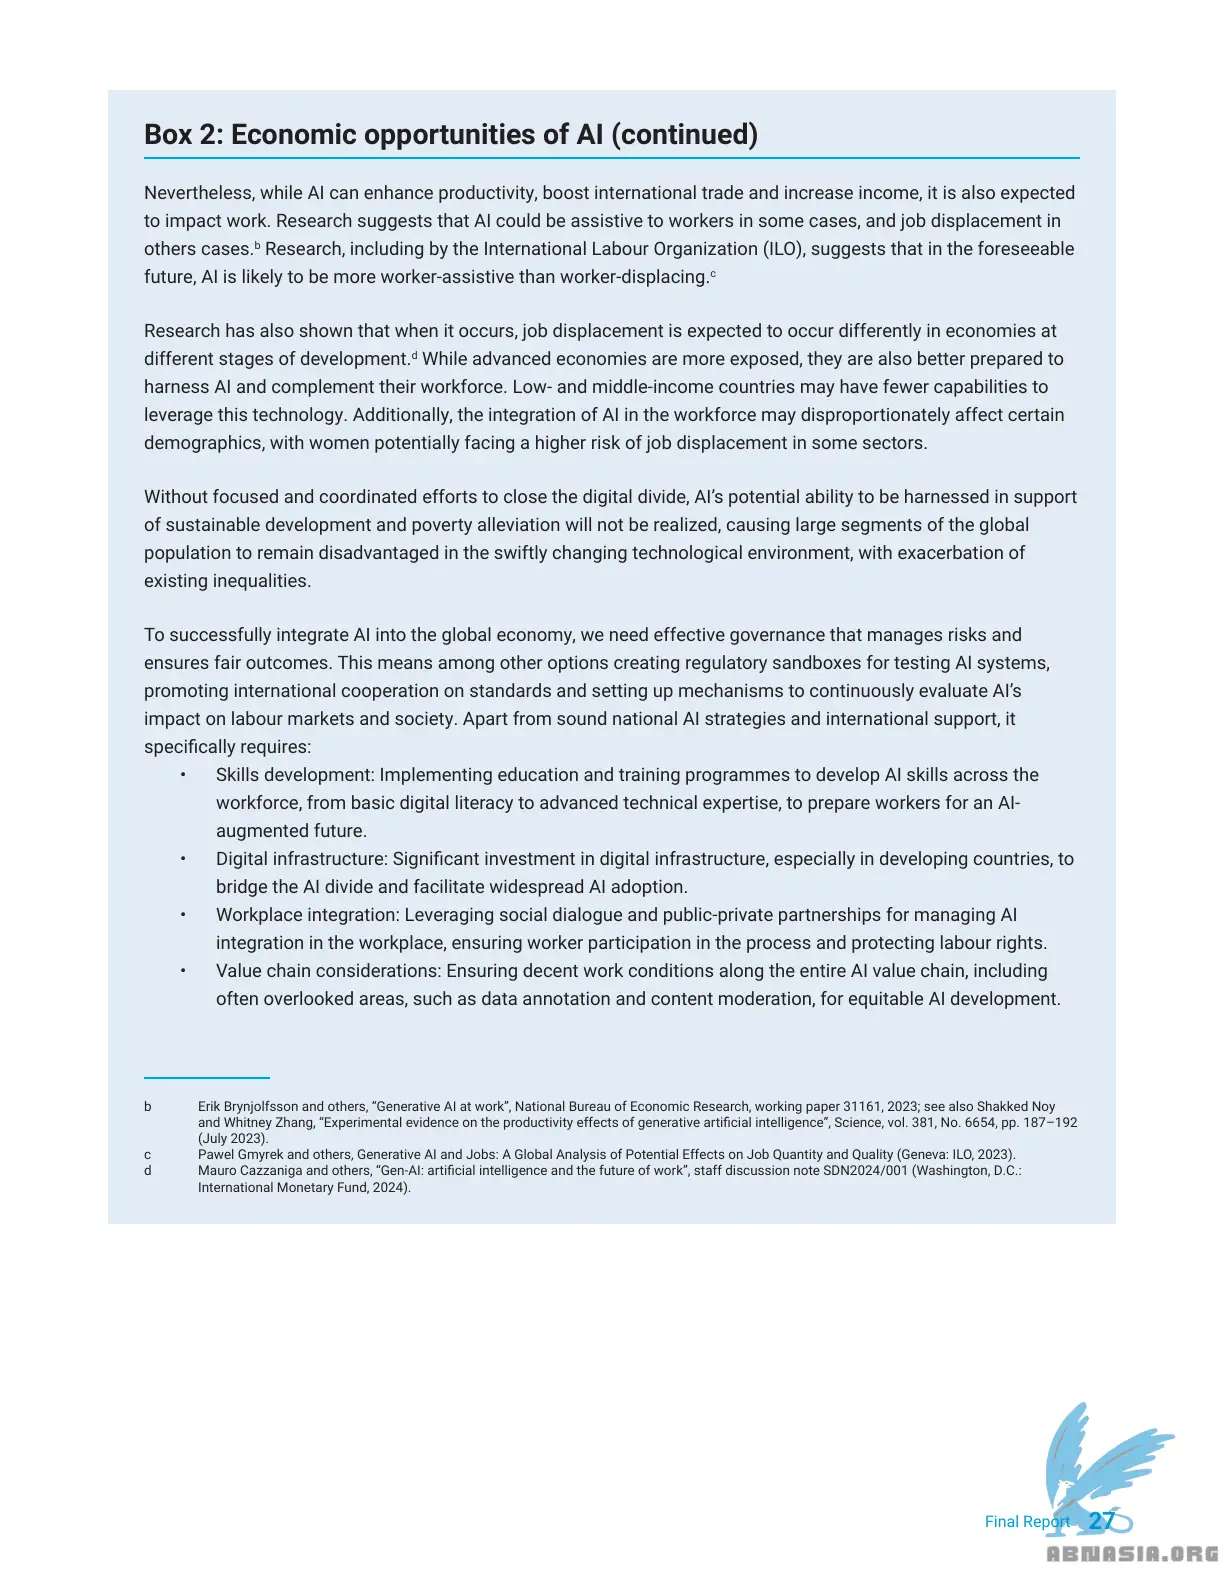 Box 2: Economic opportunities of AI (continued)
Nevertheless, while AI can enhance productivity, boost international trade and increase income, it is also expected
to impact work. Research suggests that AI could be assistive to workers in some cases, and job displacement in
others cases.b Research, including by the International Labour Organization (ILO), suggests that in the foreseeable
future, AI is likely to be more worker-assistive than worker-displacing.c
Research has also shown that when it occurs, job displacement is expected to occur differently in economies at
different stages of development.d While advanced economies are more exposed, they are also better prepared to
harness AI and complement their workforce. Low- and middle-income countries may have fewer capabilities to
leverage this technology. Additionally, the integration of AI in the workforce may disproportionately affect certain
demographics, with women potentially facing a higher risk of job displacement in some sectors.
Without focused and coordinated efforts to close the digital divide, AI’s potential ability to be harnessed in support
of sustainable development and poverty alleviation will not be realized, causing large segments of the global
population to remain disadvantaged in the swiftly changing technological environment, with exacerbation of
existing inequalities.
To successfully integrate AI into the global economy, we need effective governance that manages risks and
ensures fair outcomes. This means among other options creating regulatory sandboxes for testing AI systems,
promoting international cooperation on standards and setting up mechanisms to continuously evaluate AI’s
impact on labour markets and society. Apart from sound national AI strategies and international support, it
specifically requires:
• Skills development: Implementing education and training programmes to develop AI skills across the
workforce, from basic digital literacy to advanced technical expertise, to prepare workers for an AI-
augmented future.
• Digital infrastructure: Significant investment in digital infrastructure, especially in developing countries, to
bridge the AI divide and facilitate widespread AI adoption.
• Workplace integration: Leveraging social dialogue and public-private partnerships for managing AI
integration in the workplace, ensuring worker participation in the process and protecting labour rights.
• Value chain considerations: Ensuring decent work conditions along the entire AI value chain, including
often overlooked areas, such as data annotation and content moderation, for equitable AI development.
b Erik Brynjolfsson and others, “Generative AI at work”, National Bureau of Economic Research, working paper 31161, 2023; see also Shakked Noy
and Whitney Zhang, “Experimental evidence on the productivity effects of generative artificial intelligence”, Science, vol. 381, No. 6654, pp. 187–192
(July 2023).
c Pawel Gmyrek and others, Generative AI and Jobs: A Global Analysis of Potential Effects on Job Quantity and Quality (Geneva: ILO, 2023).
d Mauro Cazzaniga and others, “Gen-AI: artificial intelligence and the future of work”, staff discussion note SDN2024/001 (Washington, D.C.:
International Monetary Fund, 2024).
Final Report 27
ABNASIA.ORG